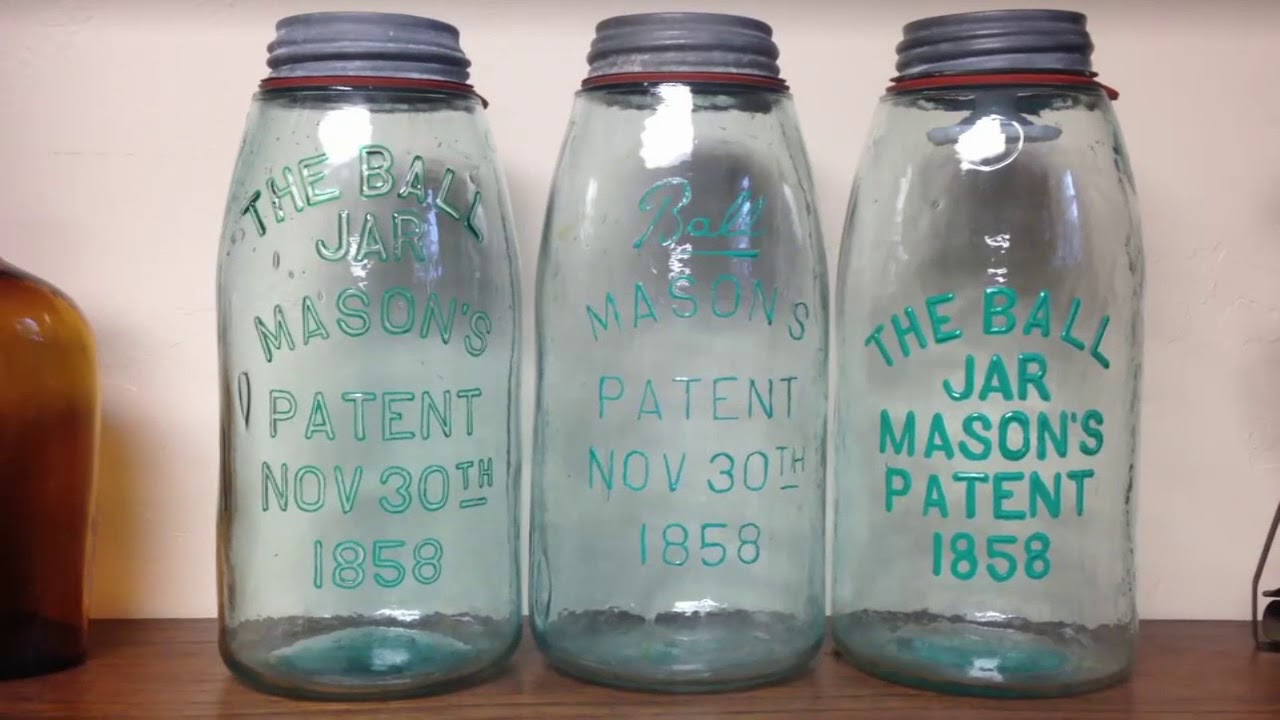 THE BALL
JAR
MASON'S
PATENT
NOV 30TH
1858
Ball
MASON'S
PATENT
NOV 30TH
1858
THE BALL
JAR
MASON'S
PATENT
1858